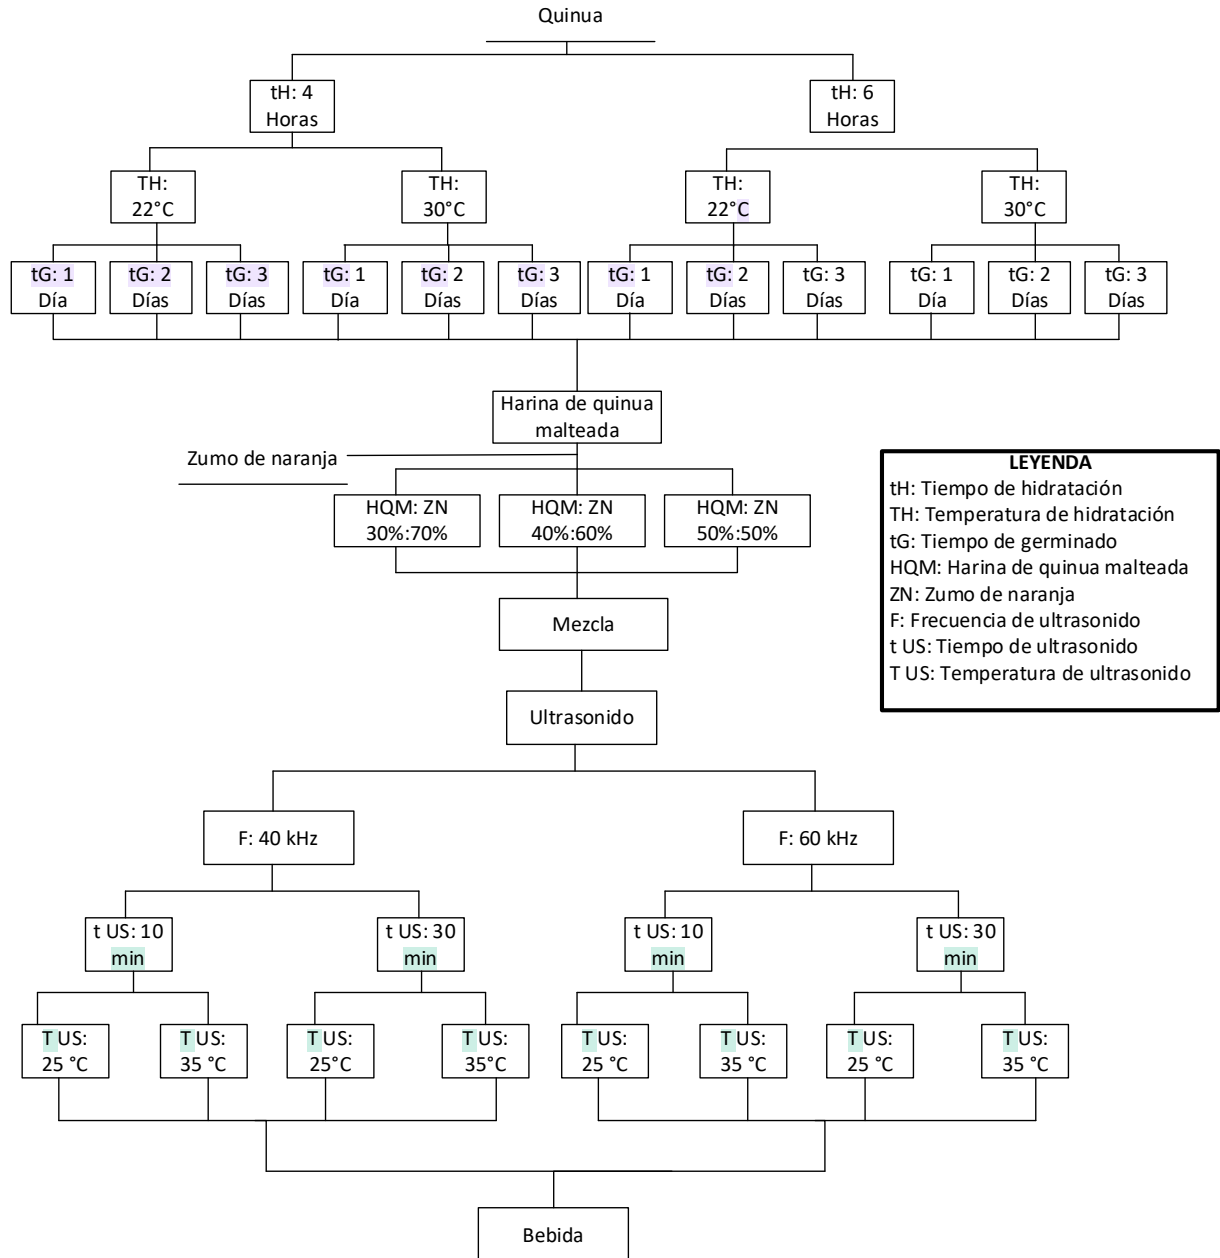 Quinua
tH: 4
Horas
tH: 6
Horas
TH:
22°C
TH:
30°C
TH:
22°C
TH:
30°C
tG: 1
Día
tG: 2
Días
tG: 3
Días
tG: 1
Día
tG: 2
Días
tG: 3
Días
tG: 1
Día
tG: 2
Días
tG: 3
Días
tG: 1
Día
tG: 2
Días
tG: 3
Días
Harina de quinua
malteada
Zumo de naranja
HQM: ZN
30%:70%
HQM: ZN
40%:60%
HQM: ZN
50%:50%
LEYENDA
tH: Tiempo de hidratación
TH: Temperatura de hidratación
tG: Tiempo de germinado
HQM: Harina de quinua malteada
ZN: Zumo de naranja
F: Frecuencia de ultrasonido
t US: Tiempo de ultrasonido
T US: Temperatura de ultrasonido
Mezcla
Ultrasonido
F: 40 kHz
F: 60 kHz
t US: 10
min
t US: 30
min
t US: 10
min
t US: 30
min
T US:
25 °C
T US:
35 °C
T US:
25°C
T US:
35°C
T US:
25 °C
T US:
35 °C
T US:
25 °C
T US:
35 °C
Bebida